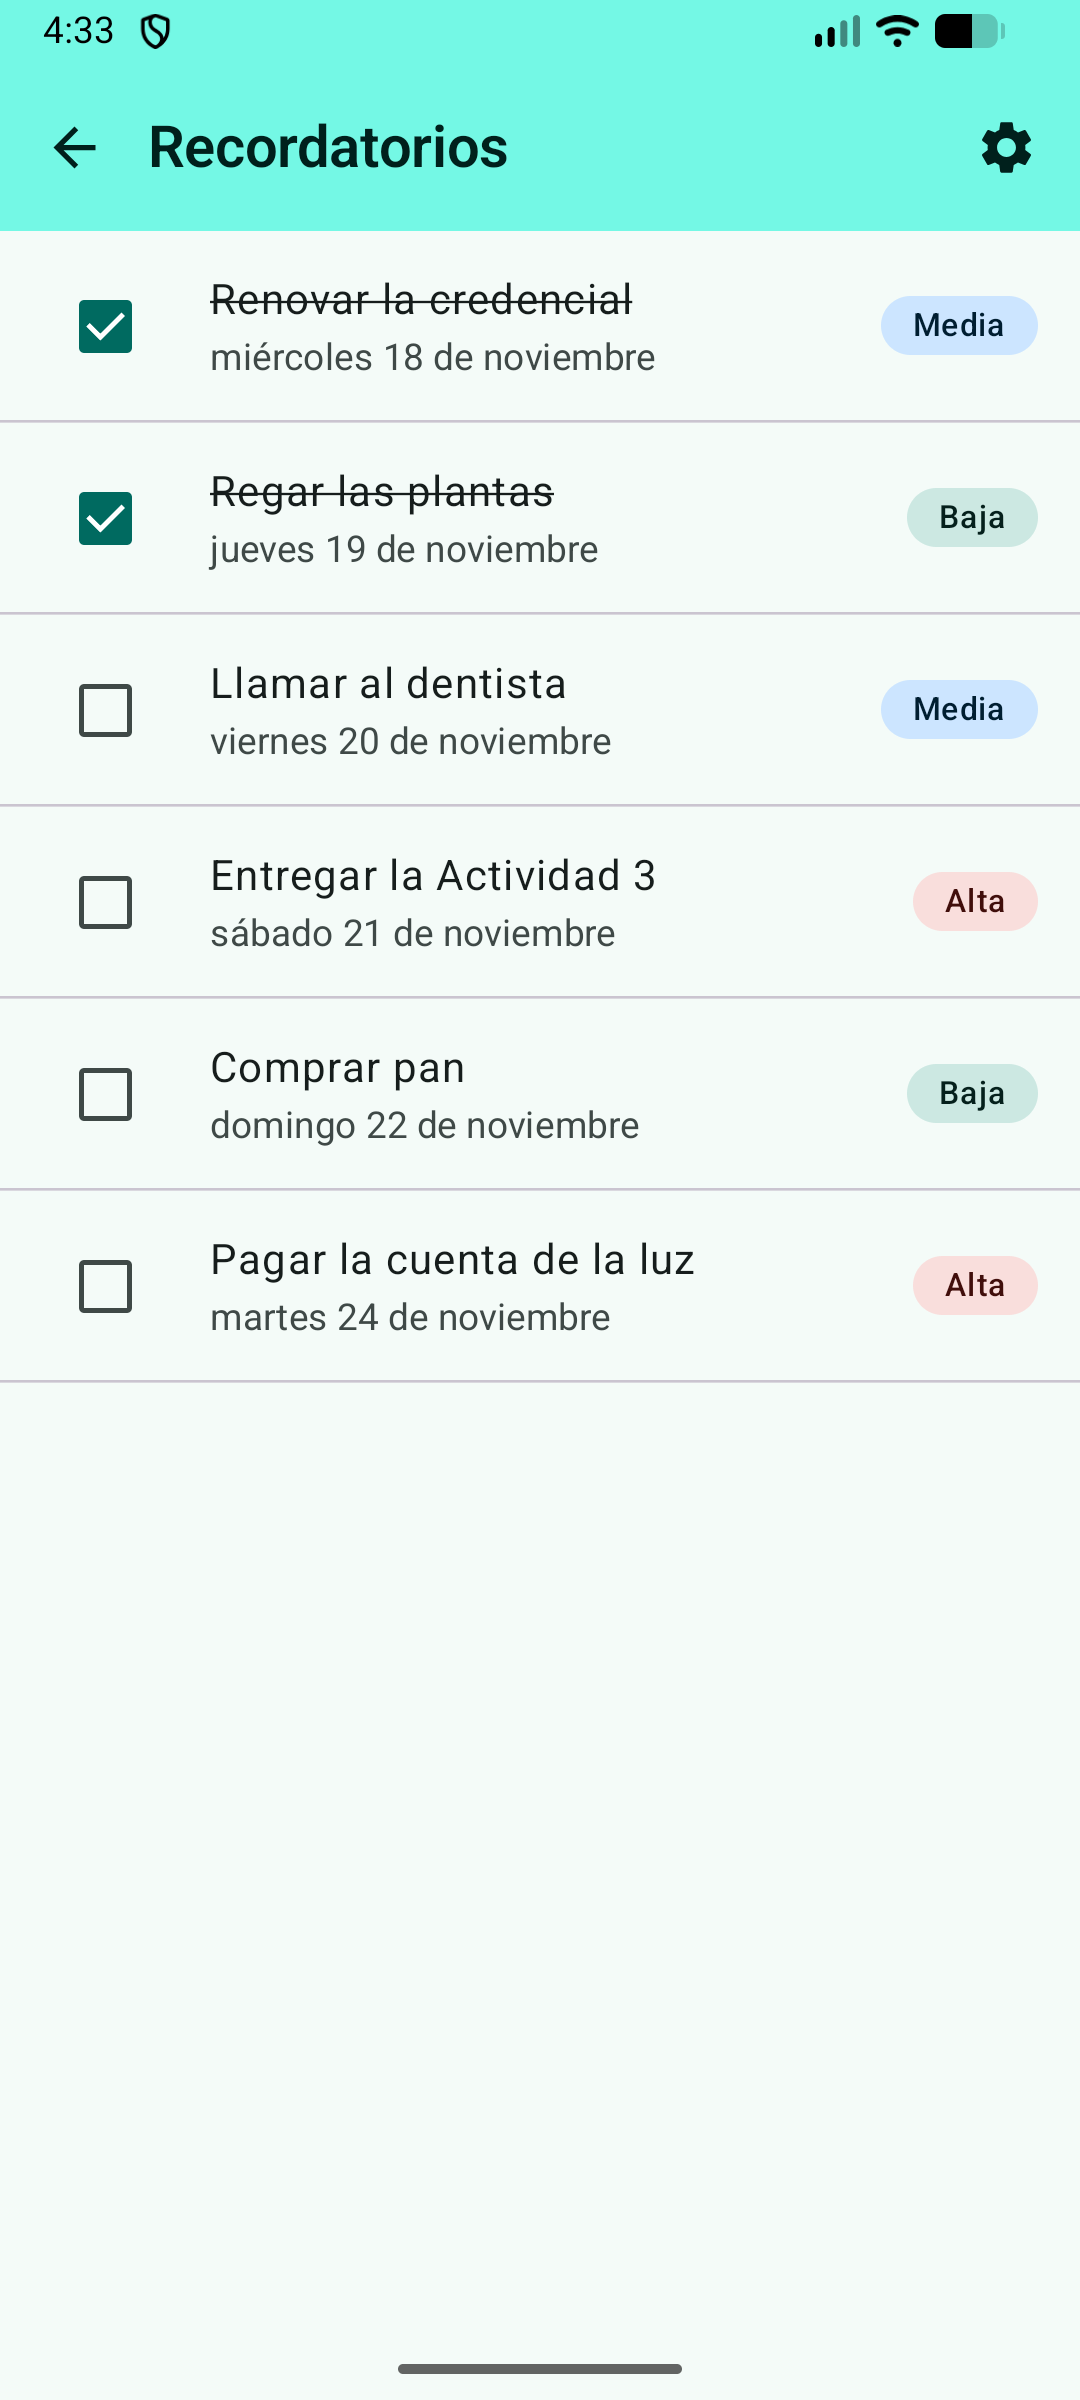 4:33
Recordatorios
Renovar la credencial
miércoles 18 de noviembre
Media
Regar las plantas
jueves 19 de noviembre
Baja
Llamar al dentista
viernes 20 de noviembre
Media
Entregar la Actividad 3
sábado 21 de noviembre
Alta
Comprar pan
domingo 22 de noviembre
Baja
Pagar la cuenta de la luz
martes 24 de noviembre
Alta